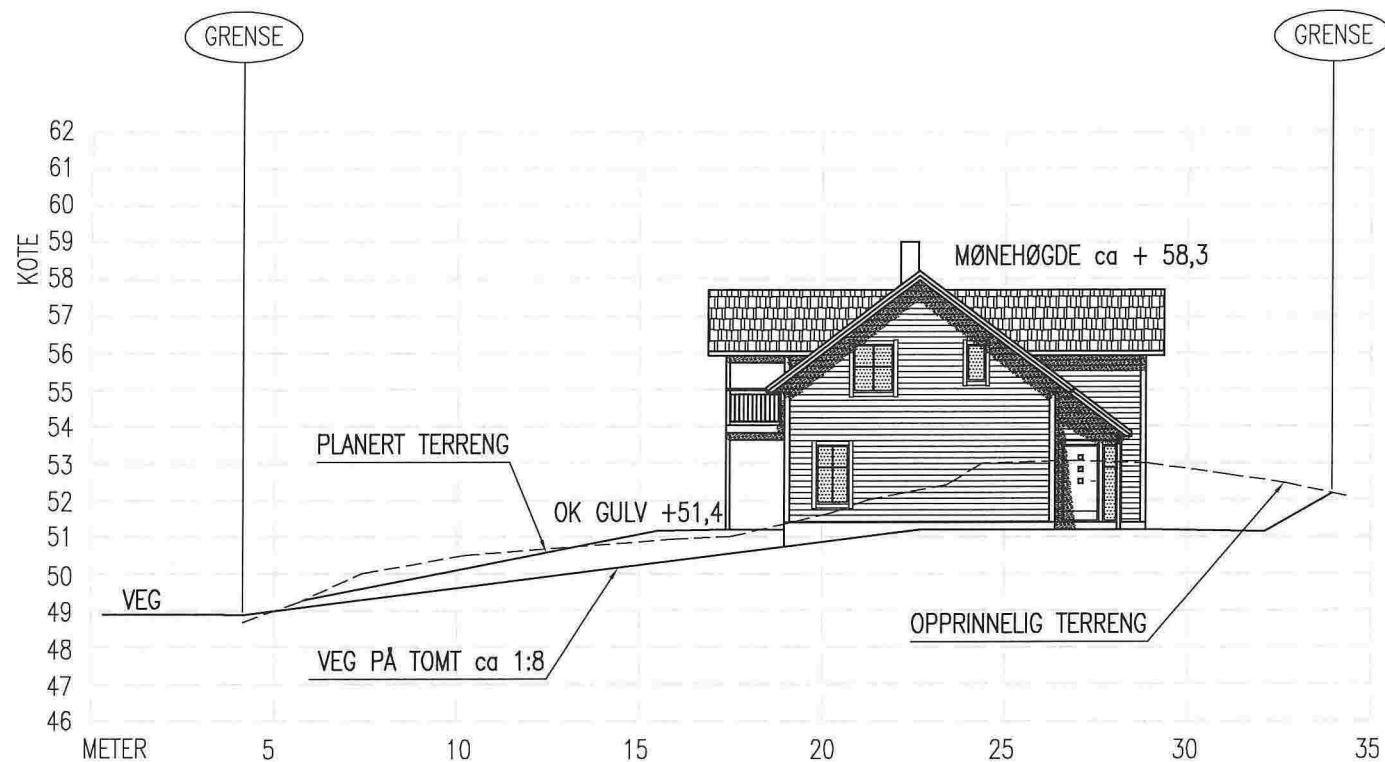 GRENSE
GRENSE
62
61
60
59
58
57
56
55
54
53
52
51
50
49
48
47
46
KOTE
MØNEHØGDE ca + 58,3
PLANERT TERRENG
OK GULV +51,4
VEG
OPPRINNELIG TERRENG
VEG PÅ TOMT ca 1:8
METER 5 10 15 20 25 30 35